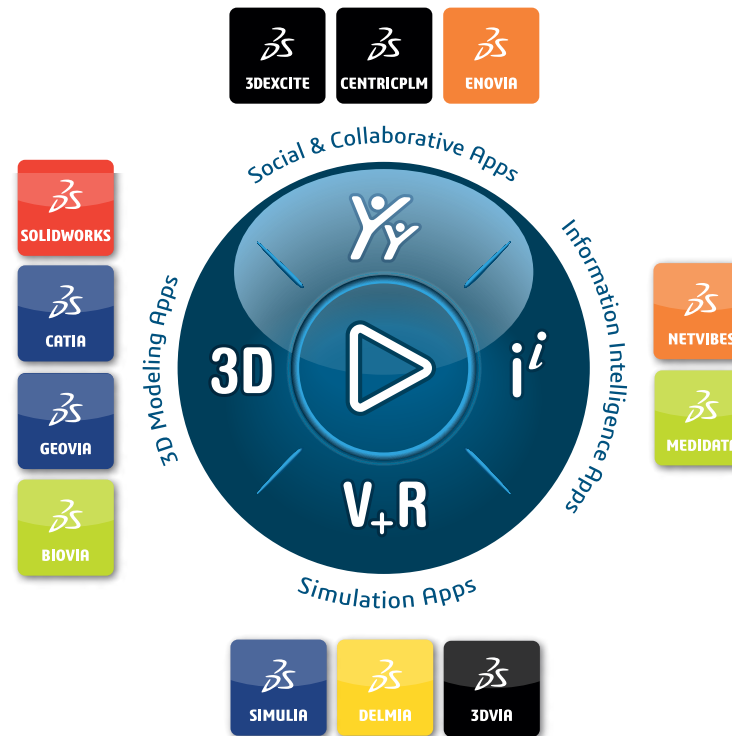 3DEXCITE
CENTRICPLM
ENOVIA
Social & Collaborative Apps
SOLIDWORKS
CATIA
GEOVIA
BIOVIA
3D Modeling Apps
3D
i i
V+R
Information Intelligence Apps
NETVIBES
MEDIDATA
Simulation Apps
SIMULIA
DELMIA
3DVIA